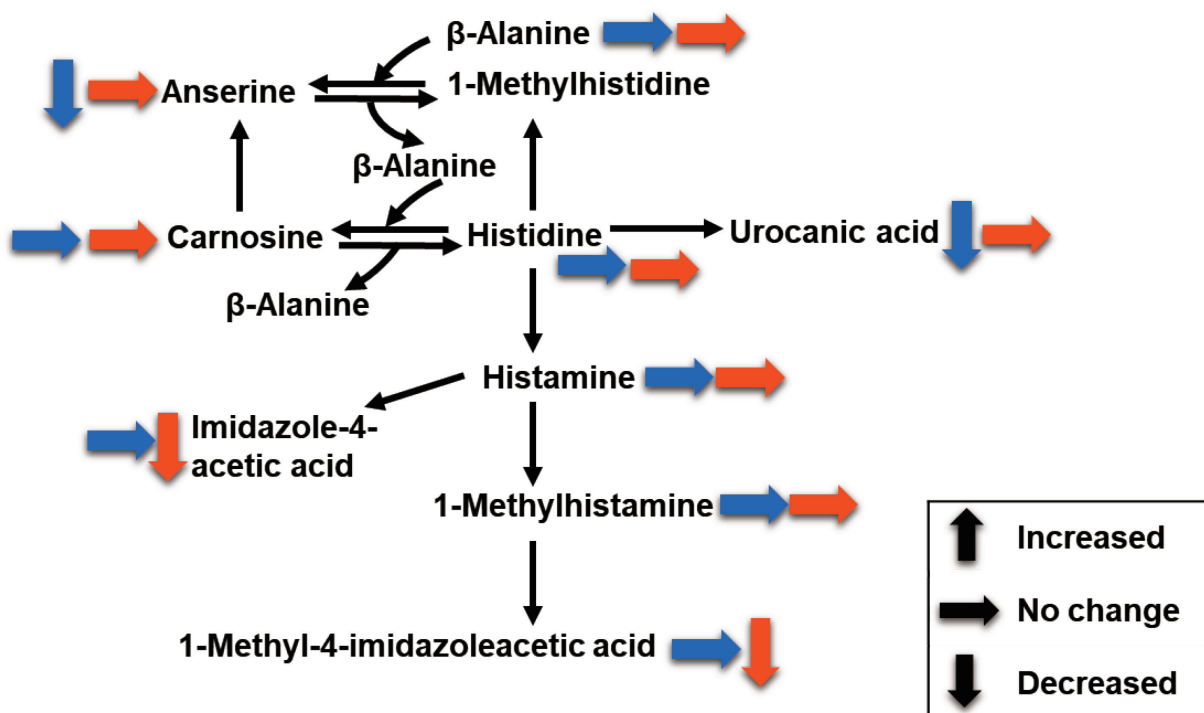 β-Alanine
1-Methylhistidine
Anserine
β-Alanine
Carnosine
Histidine
Urocanic acid
β-Alanine
Histamine
Imidazole-4-
acetic acid
1-Methylhistamine
1-Methyl-4-imidazoleacetic acid
Increased
No change
Decreased